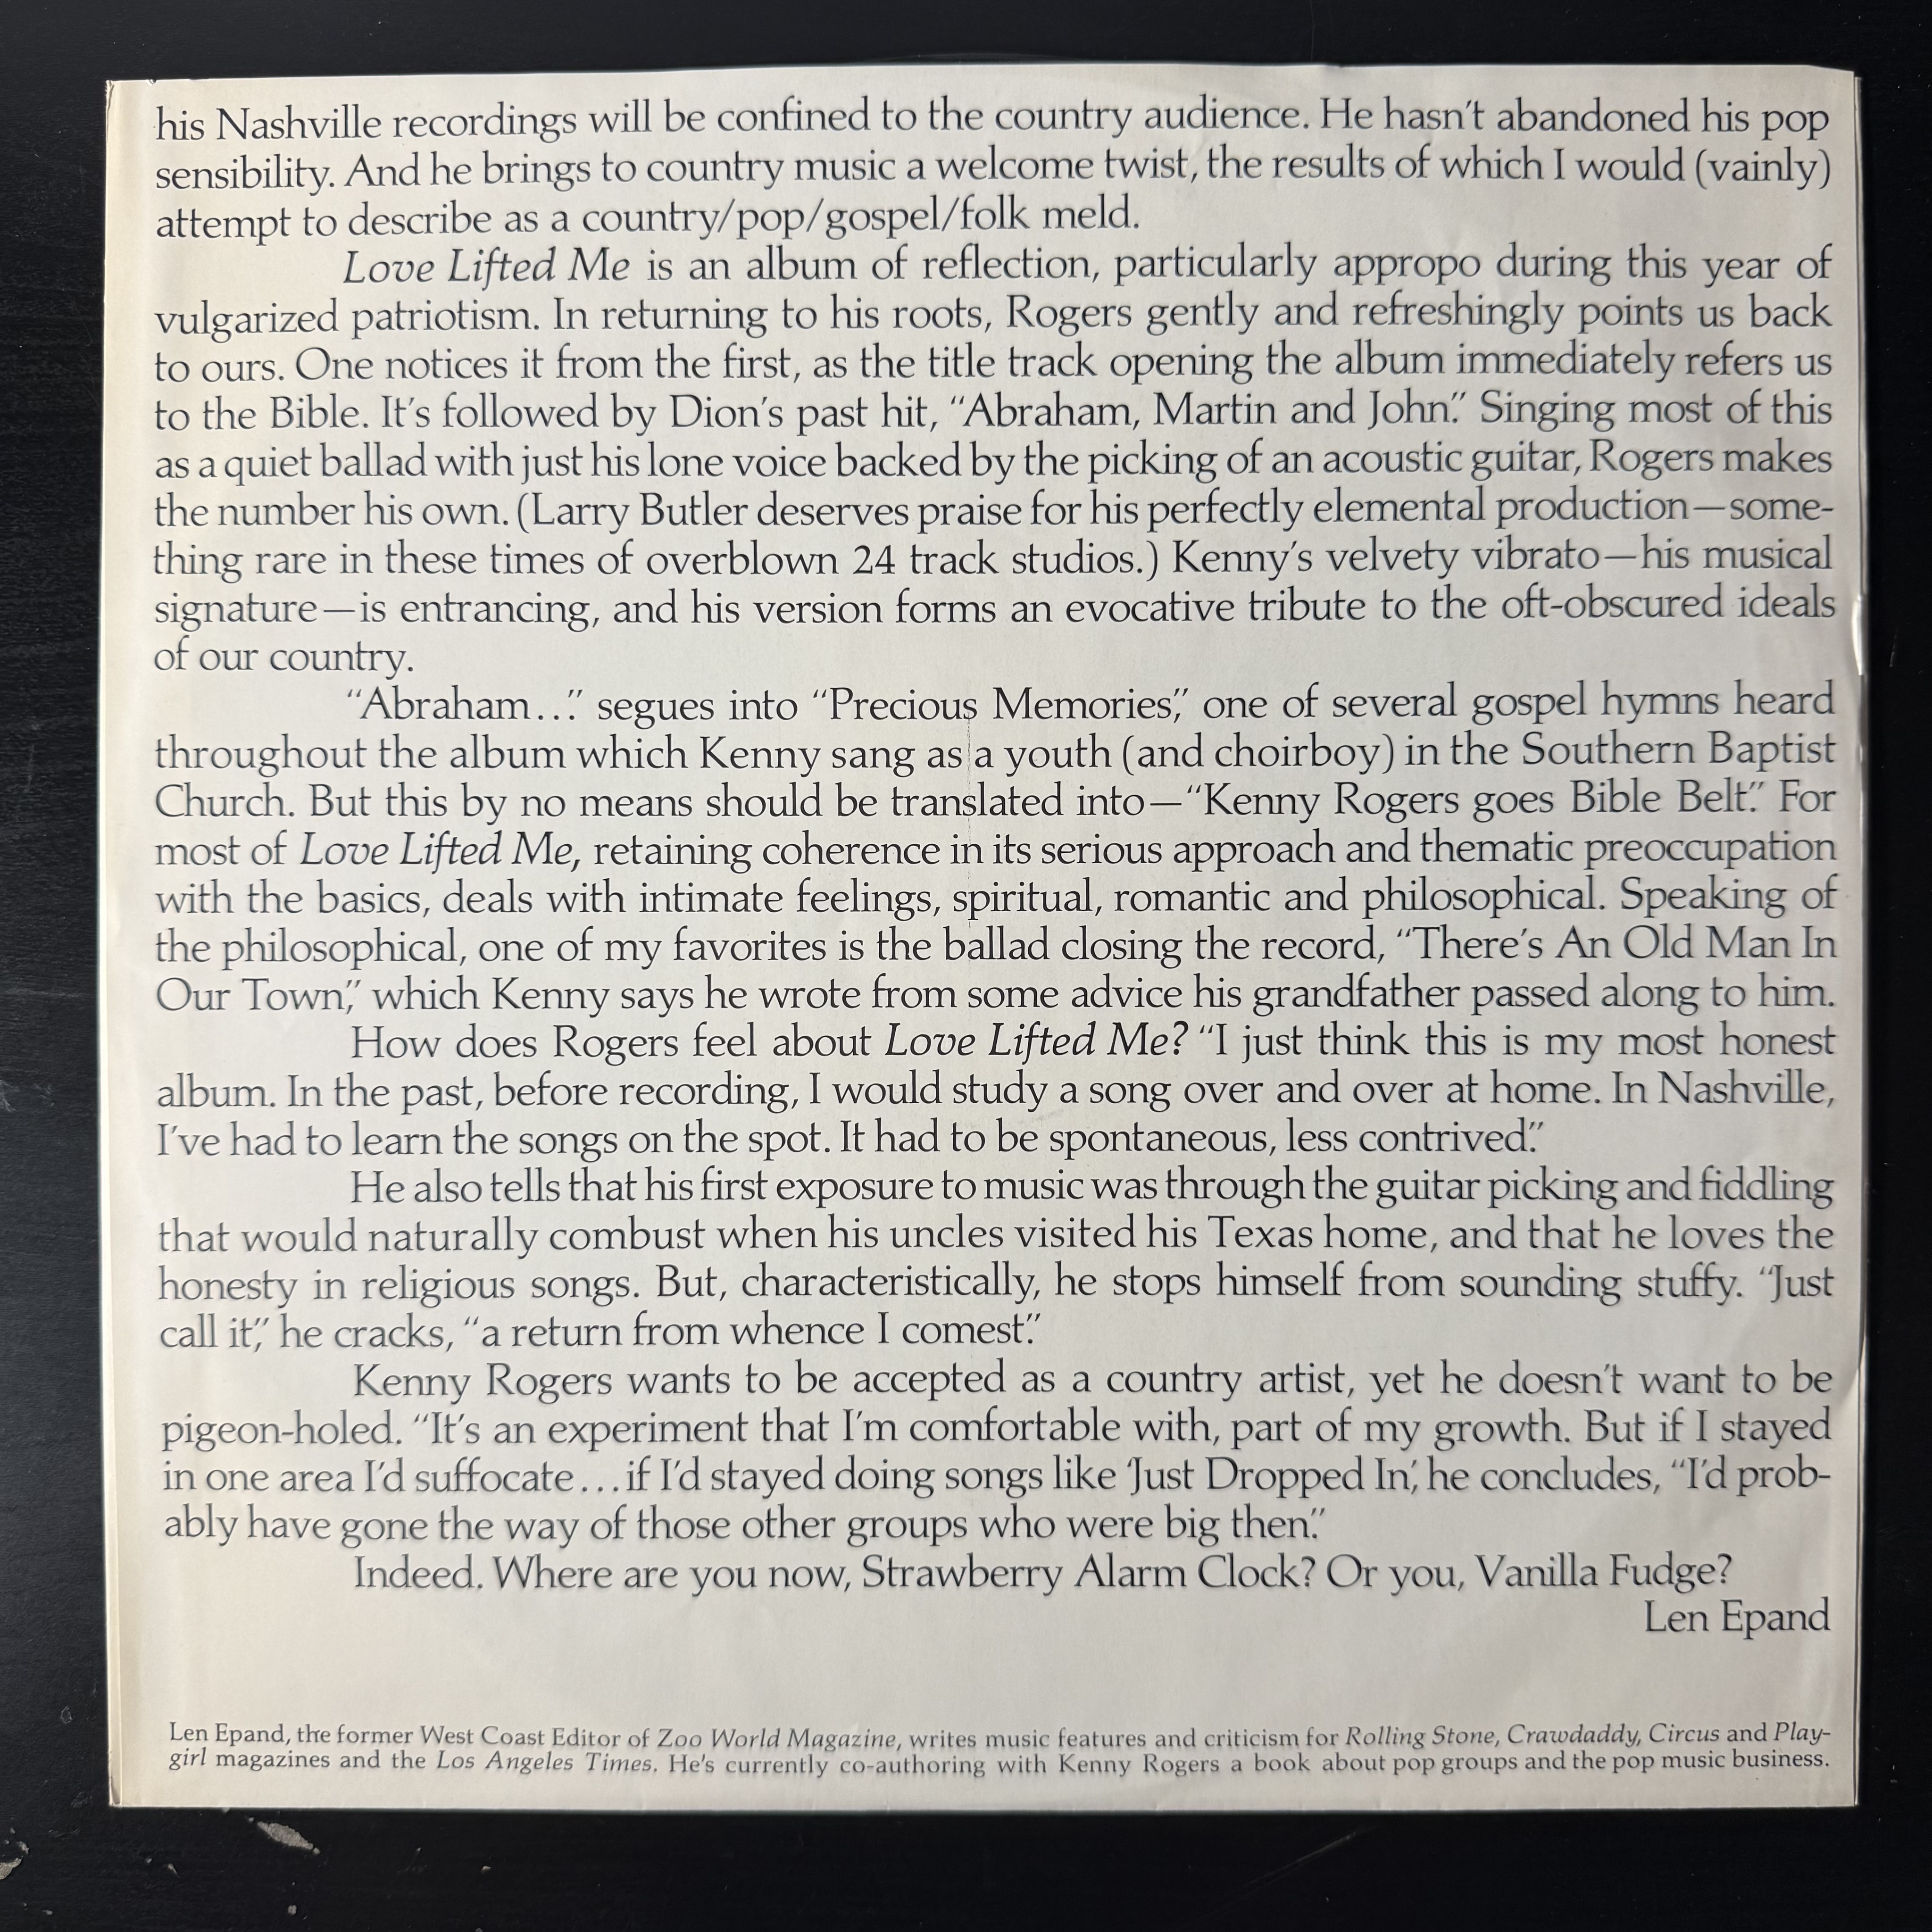 his Nashville recordings will be confined to the country audience. He hasn't abandoned his pop
sensibility. And he brings to country music a welcome twist, the results of which I would (vainly)
attempt to describe as a country/pop/gospel/folk meld.
Love Lifted Me is an album of reflection, particularly appropo during this year of
vulgarized patriotism. In returning to his roots, Rogers gently and refreshingly points us back
to ours. One notices it from the first, as the title track opening the album immediately refers us
to the Bible. It's followed by Dion's past hit, “Abraham, Martin and John.” Singing most of this
as a quiet ballad with just his lone voice backed by the picking of an acoustic guitar, Rogers makes
the number his own. (Larry Butler deserves praise for his perfectly elemental production—some-
thing rare in these times of overblown 24 track studios.) Kenny's velvety vibrato—his musical
signature—is entrancing, and his version forms an evocative tribute to the oft-obscured ideals
of our country.
“Abraham...” segues into “Precious Memories,” one of several gospel hymns heard
throughout the album which Kenny sang as a youth (and choirboy) in the Southern Baptist
Church. But this by no means should be translated into—“Kenny Rogers goes Bible Belt.” For
most of Love Lifted Me, retaining coherence in its serious approach and thematic preoccupation
with the basics, deals with intimate feelings, spiritual, romantic and philosophical. Speaking of
the philosophical, one of my favorites is the ballad closing the record, “There's An Old Man In
Our Town,” which Kenny says he wrote from some advice his grandfather passed along to him.
How does Rogers feel about Love Lifted Me? “I just think this is my most honest
album. In the past, before recording, I would study a song over and over at home. In Nashville,
I've had to learn the songs on the spot. It had to be spontaneous, less contrived.”
He also tells that his first exposure to music was through the guitar picking and fiddling
that would naturally combust when his uncles visited his Texas home, and that he loves the
honesty in religious songs. But, characteristically, he stops himself from sounding stuffy. “Just
call it,” he cracks, “a return from whence I comest.”
Kenny Rogers wants to be accepted as a country artist, yet he doesn't want to be
pigeon-holed. “It's an experiment that I'm comfortable with, part of my growth. But if I stayed
in one area I'd suffocate...if I'd stayed doing songs like ‘Just Dropped In,’ he concludes, “I'd prob-
ably have gone the way of those other groups who were big then.”
Indeed. Where are you now, Strawberry Alarm Clock? Or you, Vanilla Fudge?
Len Epand
Len Epand, the former West Coast Editor of Zoo World Magazine, writes music features and criticism for Rolling Stone, Crawdaddy, Circus and Play-
girl magazines and the Los Angeles Times. He's currently co-authoring with Kenny Rogers a book about pop groups and the pop music business.